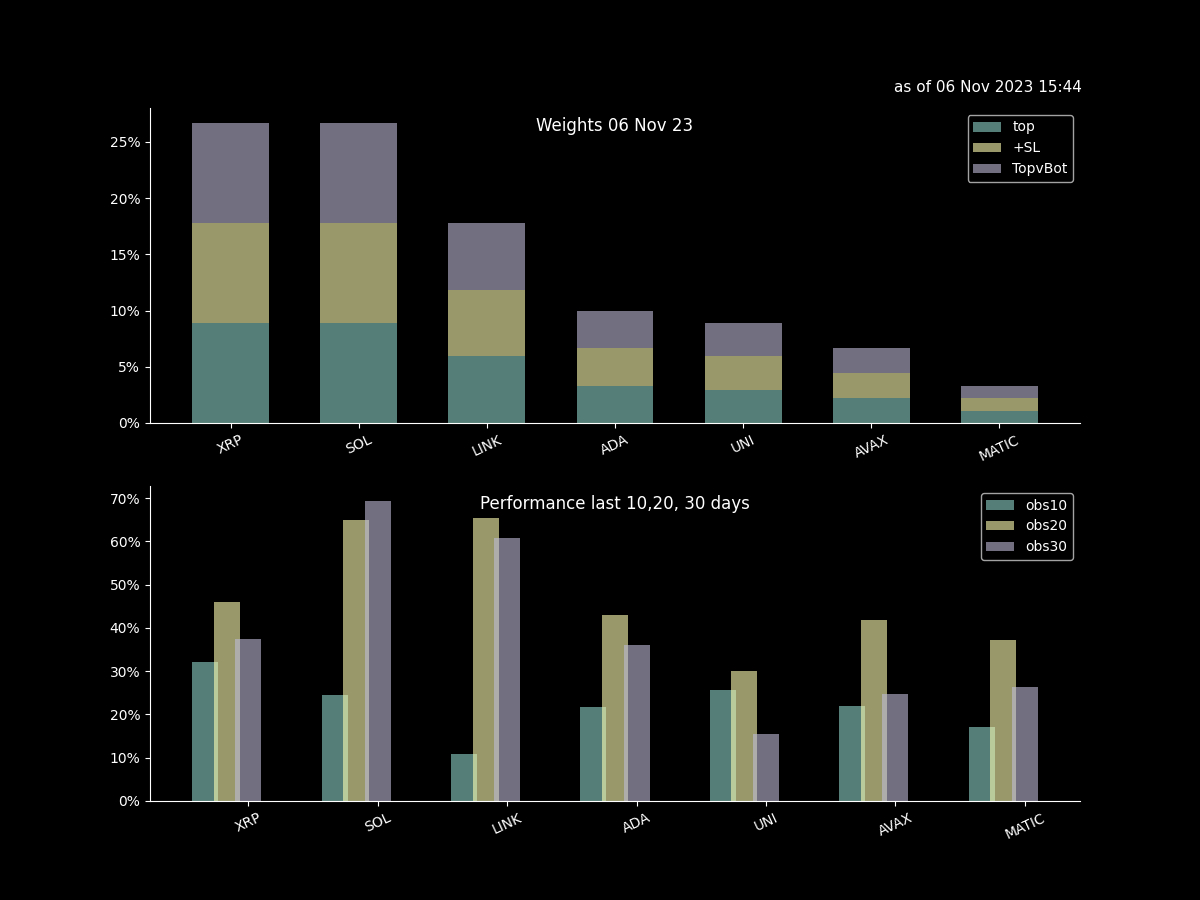 as of 06 Nov 2023 15:44
Weights 06 Nov 23
top
+SL
TopvBot
25%
20%
15%
10%
5%
0%
XRP SOL LINK ADA UNI AVAX MATIC
Performance last 10,20, 30 days
obs10
obs20
obs30
70%
60%
50%
40%
30%
20%
10%
0%
XRP SOL LINK ADA UNI AVAX MATIC